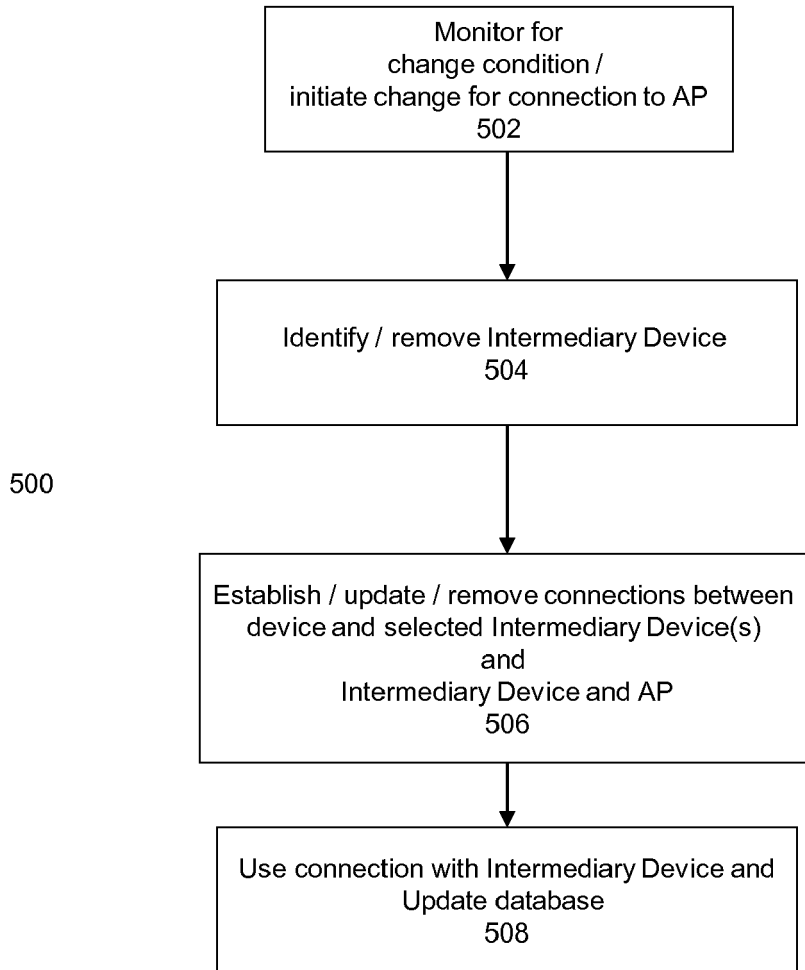 Monitor for
change condition /
initiate change for connection to AP
502
Identify / remove Intermediary Device
504
500
Establish / update / remove connections between
device and selected Intermediary Device(s)
and
Intermediary Device and AP
506
Use connection with Intermediary Device and
Update database
508